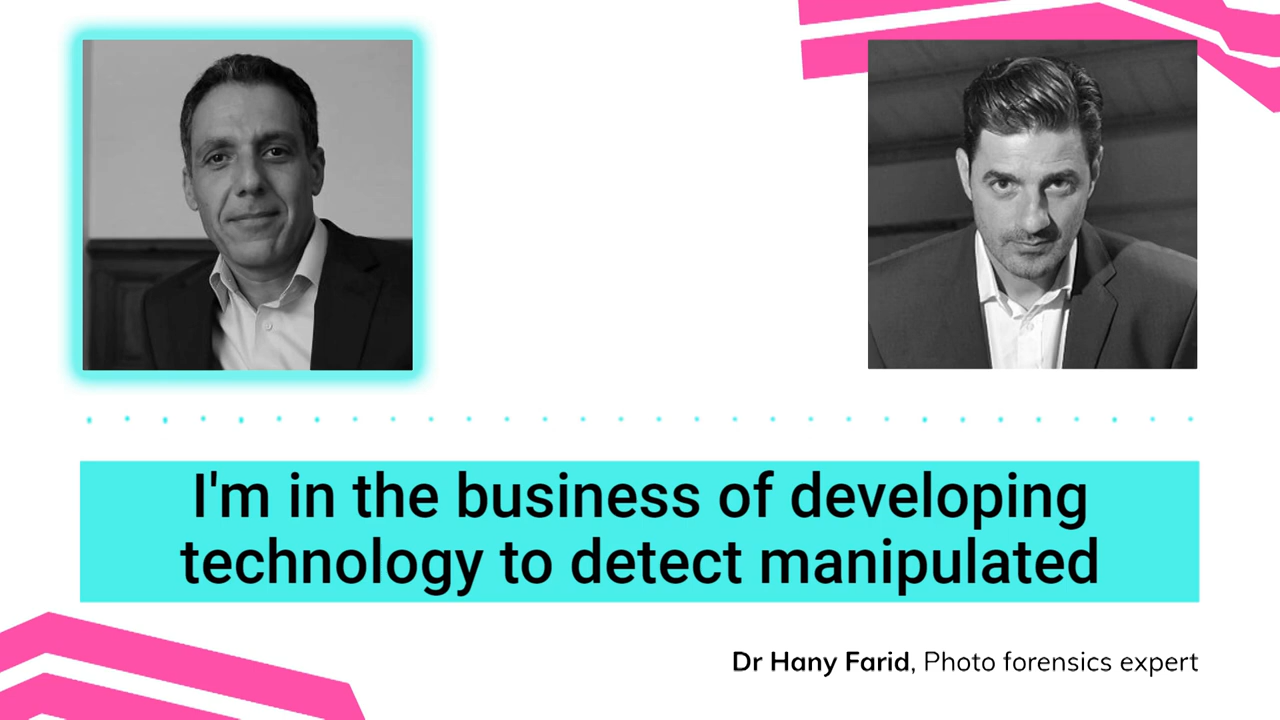 I'm in the business of developing
technology to detect manipulated
Dr Hany Farid, Photo forensics expert